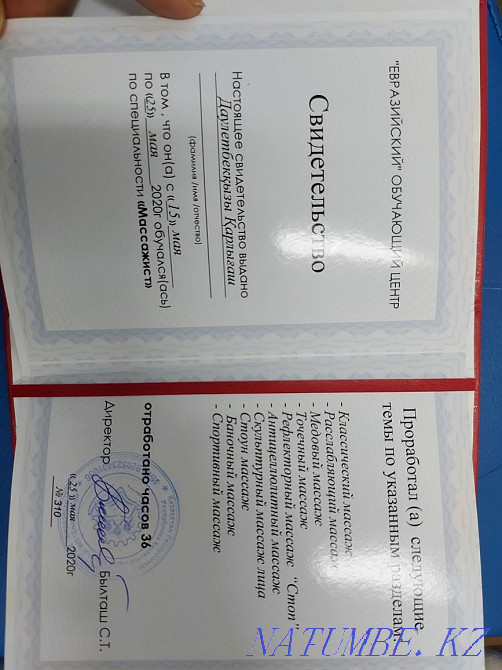 "ЕВРАЗИЙСКИЙ" ОБУЧАЮЩИЙ ЦЕНТР
Свидетельство
Настоящее свидетельство выдано
Даулетбекқызы Карлыгаш
(фамилия /имя /отчество)
В том , что он(а) с «15» мая
по «25» мая 2020г обучался(ась)
по специальности «Массажист»
Проработал (а) следующие
темы по указанным разделам
- Классический массаж
- Расслабляющий массаж
- Медовый массаж
- Точечный массаж
- Рефлекторный массаж "Стоп"
- Антицеллюлитный массаж
- Скульптурный массаж лица
- Стоун массаж
- Баночный массаж
- Спортивный массаж
отработано часов 36
Директор Былташ С.Т.
«25» мая 2020г
№ 310
NATUMBE.KZ